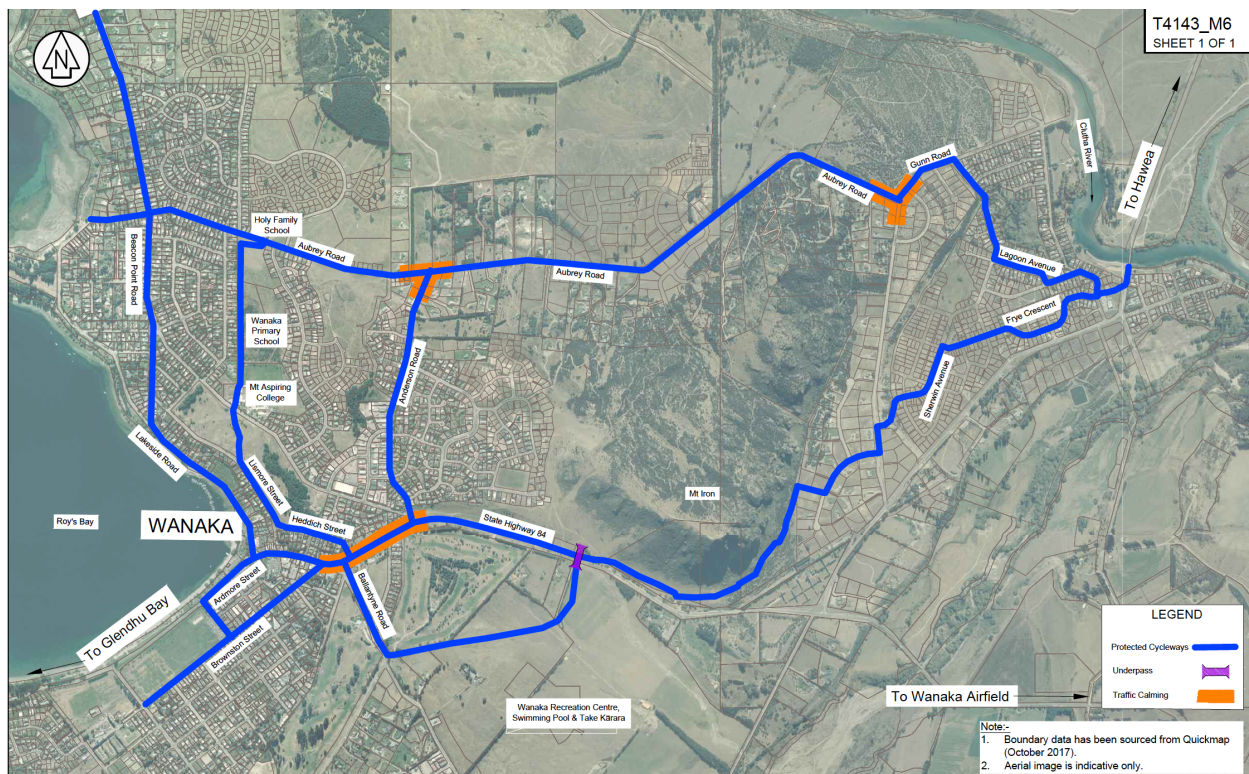 T4143_M6
SHEET 1 OF 1
N
Clutha River
To Hawea
Gunn Road
Aubrey Road
Holy Family
School
Aubrey Road
Aubrey Road
Beacon Point Road
Lagoon Avenue
Frye Crescent
Wanaka
Primary
School
Anderson Road
Mt Aspiring
College
Sherwin Avenue
Lakeside Road
Lismore Street
Mt Iron
Roy's Bay
WANAKA
Heddich Street
State Highway 84
Ardmore Street
Ballantyne Road
To Glendhu Bay
Brownston Street
Wanaka Recreation Centre,
Swimming Pool & Take Kārara
To Wanaka Airfield
LEGEND
Protected Cycleways
Underpass
Traffic Calming
Note:-
1. Boundary data has been sourced from Quickmap
(October 2017).
2. Aerial image is indicative only.